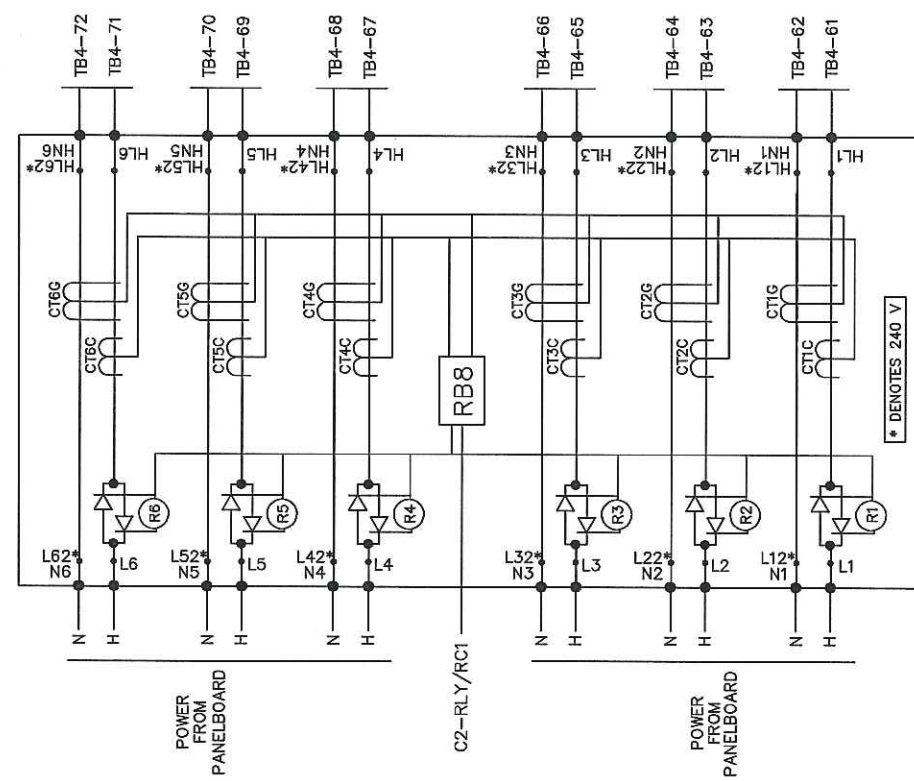 TB4-72
TB4-71
TB4-70
TB4-69
TB4-68
TB4-67
TB4-66
TB4-65
TB4-64
TB4-63
TB4-62
TB4-61
HL62*
HN6
HL6
HL52*
HN5
HL5
HL42*
HN4
HL4
HL32*
HN3
HL3
HL22*
HN2
HL2
HL12*
HN1
HL1
CT6G
CT5G
CT4G
CT3G
CT2G
CT1G
CT6C
CT5C
CT4C
CT3C
CT2C
CT1C
RB8
* DENOTES 240 V
R6
R5
R4
R3
R2
R1
L62*
N6
L6
L52*
N5
L5
L42*
N4
L4
L32*
N3
L3
L22*
N2
L2
L12*
N1
L1
N
H
N
H
N
H
N
H
N
H
N
H
C2-RLY/RC1
POWER
FROM
PANELBOARD
POWER
FROM
PANELBOARD